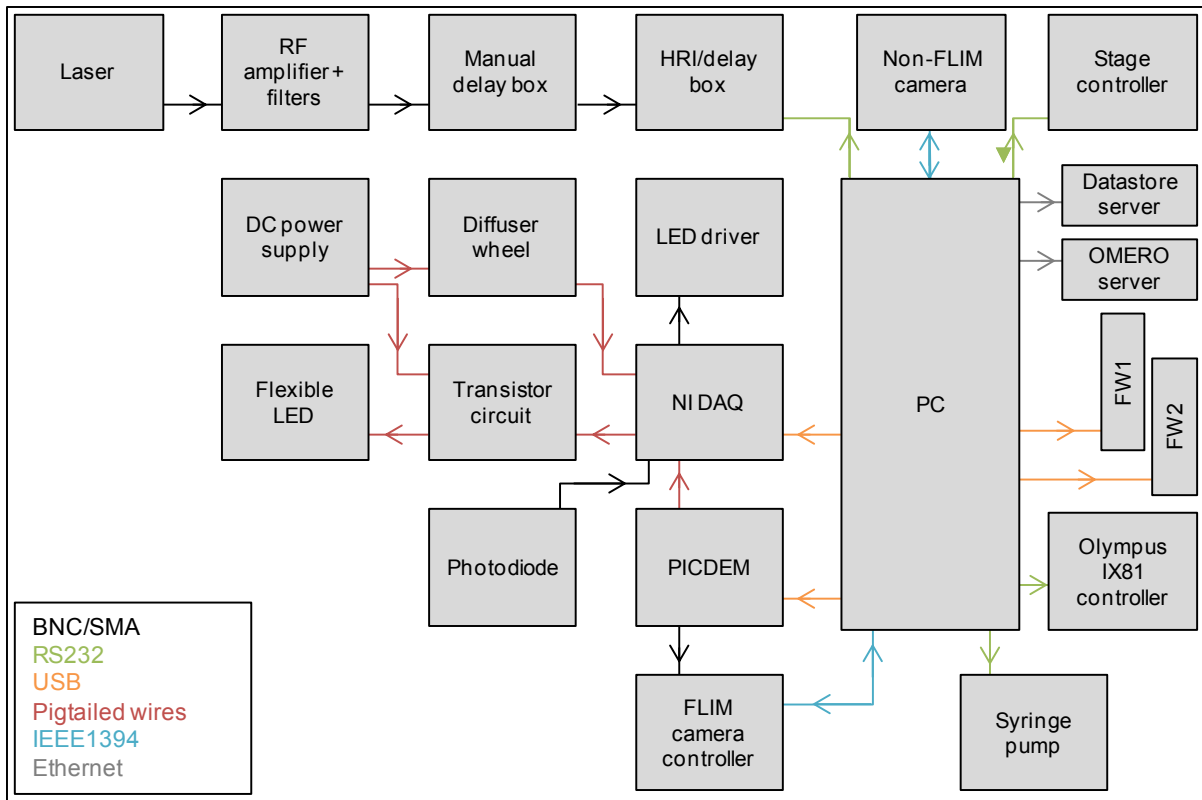 Laser
RF
amplifier +
filters
Manual
delay box
HRI/delay
box
Non-FLIM
camera
Stage
controller
DC power
supply
Diffuser
wheel
LED driver
PC
Datastore
server
OMERO
server
Flexible
LED
Transistor
circuit
NI DAQ
FW1
FW2
Photodiode
PICDEM
Olympus
IX81
controller
FLIM
camera
controller
Syringe
pump
BNC/SMA
RS232
USB
Pigtailed wires
IEEE1394
Ethernet